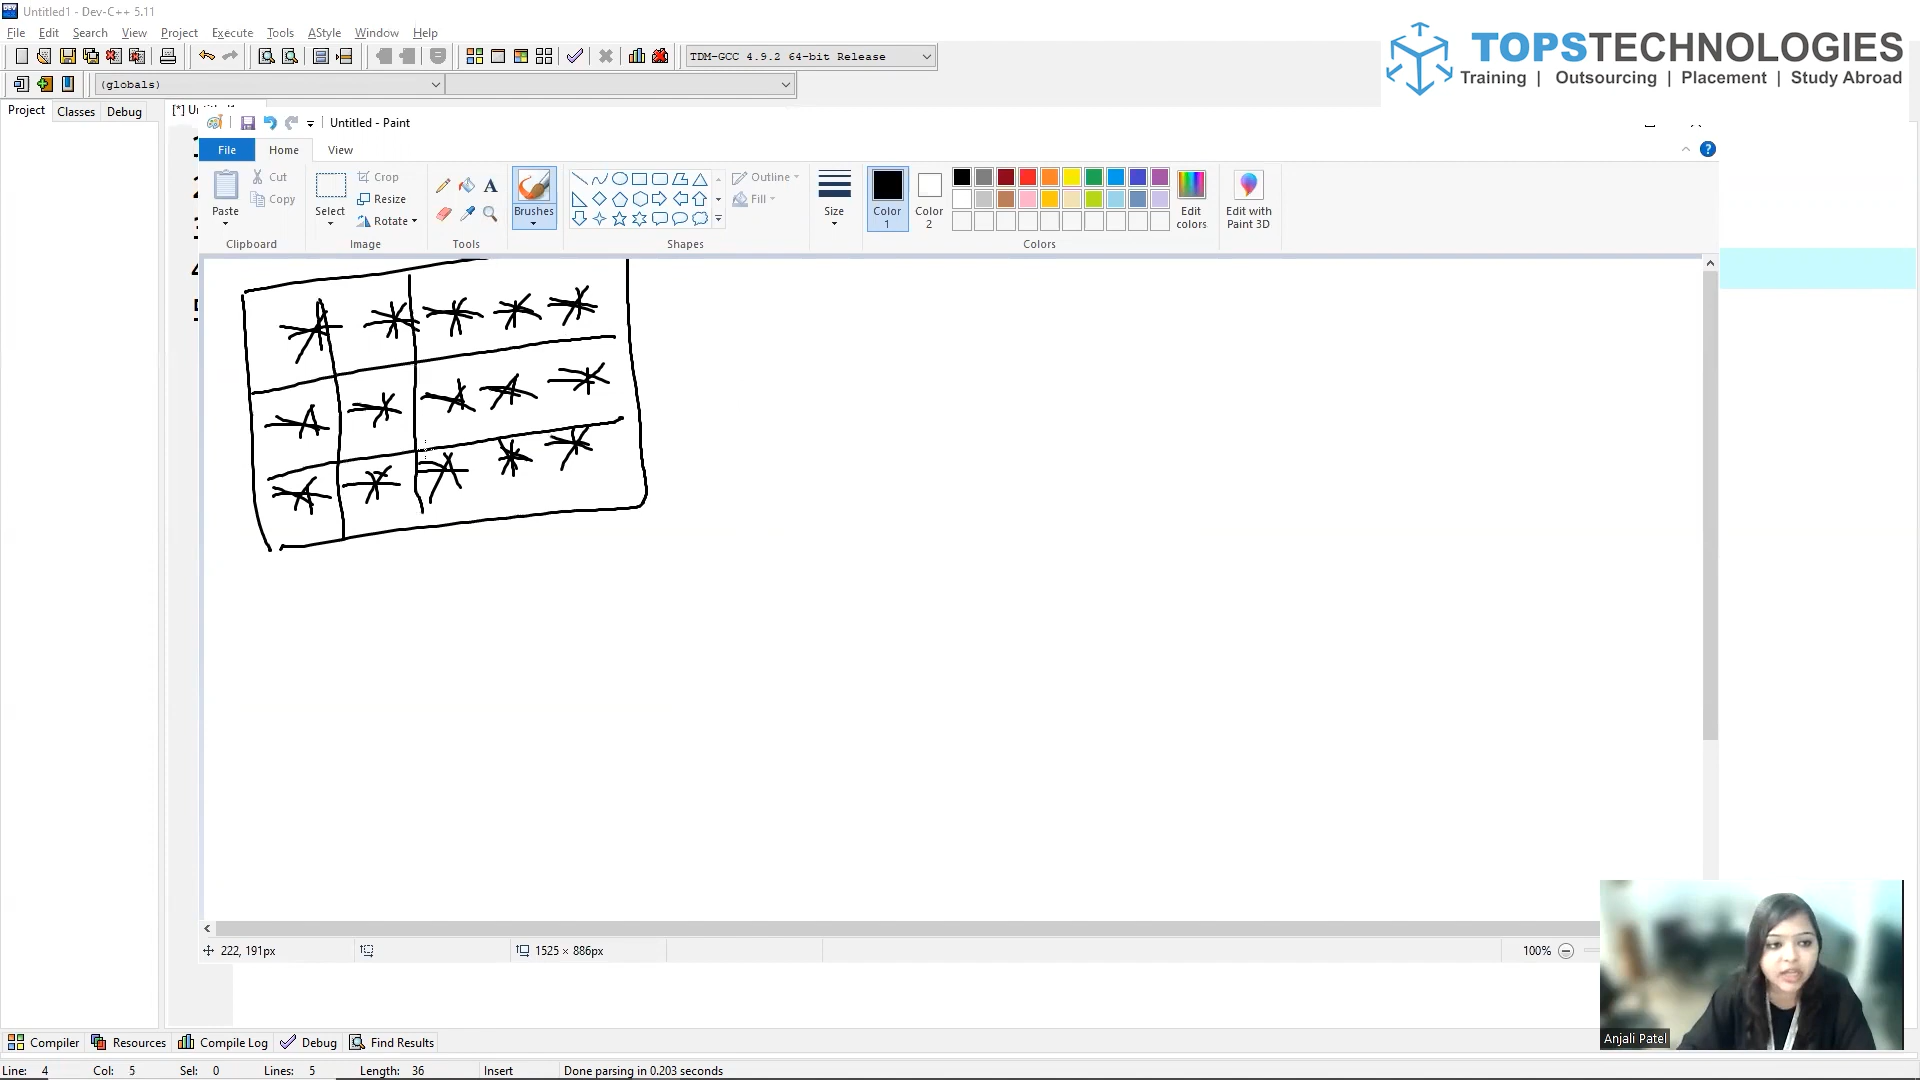 Untitled1 - Dev-C++ 5.11
File Edit Search View Project Execute Tools AStyle Window Help
TDM-GCC 4.9.2 64-bit Release
(globals)
TOPSTECHNOLOGIES
Training | Outsourcing | Placement | Study Abroad
Project Classes Debug
[*]
Untitled - Paint
File Home View
Paste
Cut
Copy
Clipboard
Select
Crop
Resize
Rotate
Image
A
Tools
Brushes
Outline
Fill
Shapes
Size
Color 1
Color 2
Edit colors
Colors
Edit with Paint 3D
* * * * *
* * * * *
* * * * *
222, 191px
1525 × 886px
100%
Anjali Patel
Compiler Resources Compile Log Debug Find Results
Line: 4 Col: 5 Sel: 0 Lines: 5 Length: 36 Insert Done parsing in 0.203 seconds